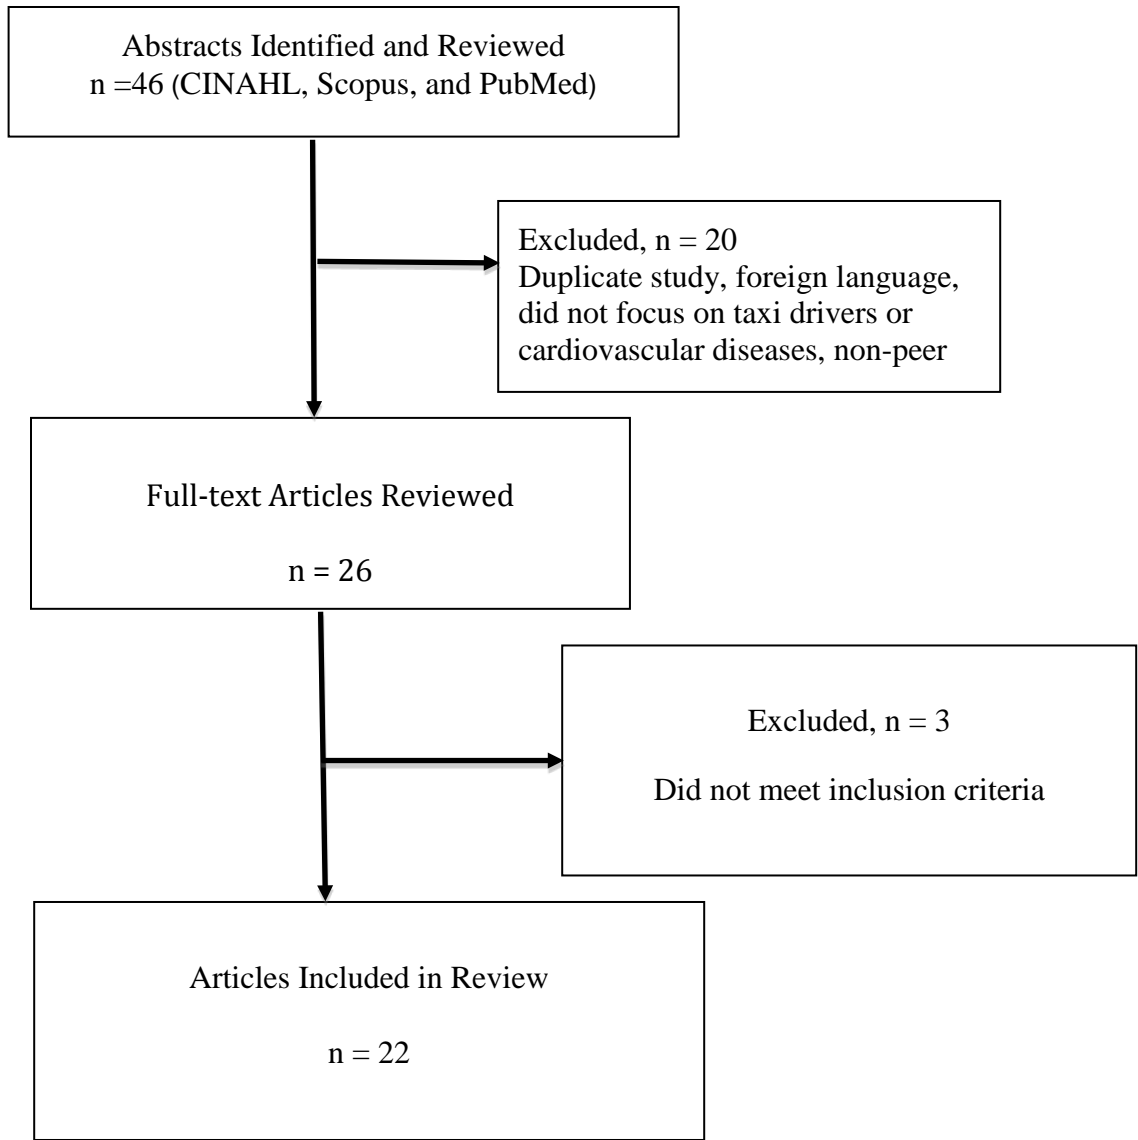 Abstracts Identified and Reviewed
n =46 (CINAHL, Scopus, and PubMed)
Excluded, n = 20
Duplicate study, foreign language,
did not focus on taxi drivers or
cardiovascular diseases, non-peer
Full-text Articles Reviewed
n = 26
Excluded, n = 3
Did not meet inclusion criteria
Articles Included in Review
n = 22